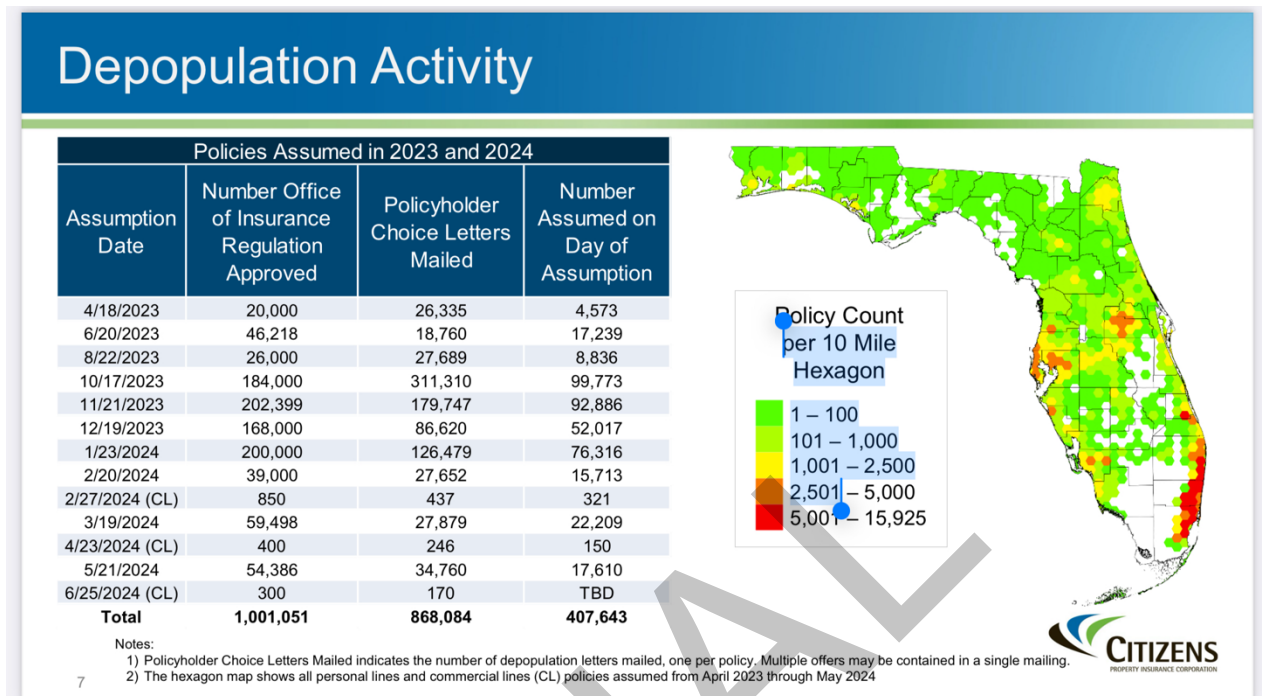 Depopulation Activity
Policies Assumed in 2023 and 2024
Assumption Date
Number Office of Insurance Regulation Approved
Policyholder Choice Letters Mailed
Number Assumed on Day of Assumption
4/18/2023 20,000 26,335 4,573
6/20/2023 46,218 18,760 17,239
8/22/2023 26,000 27,689 8,836
10/17/2023 184,000 311,310 99,773
11/21/2023 202,399 179,747 92,886
12/19/2023 168,000 86,620 52,017
1/23/2024 200,000 126,479 76,316
2/20/2024 39,000 27,652 15,713
2/27/2024 (CL) 850 437 321
3/19/2024 59,498 27,879 22,209
4/23/2024 (CL) 400 246 150
5/21/2024 54,386 34,760 17,610
6/25/2024 (CL) 300 170 TBD
Total 1,001,051 868,084 407,643
Policy Count
per 10 Mile
Hexagon
1 – 100
101 – 1,000
1,001 – 2,500
2,501 – 5,000
5,001 – 15,925
Notes:
1) Policyholder Choice Letters Mailed indicates the number of depopulation letters mailed, one per policy. Multiple offers may be contained in a single mailing.
2) The hexagon map shows all personal lines and commercial lines (CL) policies assumed from April 2023 through May 2024
7
CITIZENS
PROPERTY INSURANCE CORPORATION